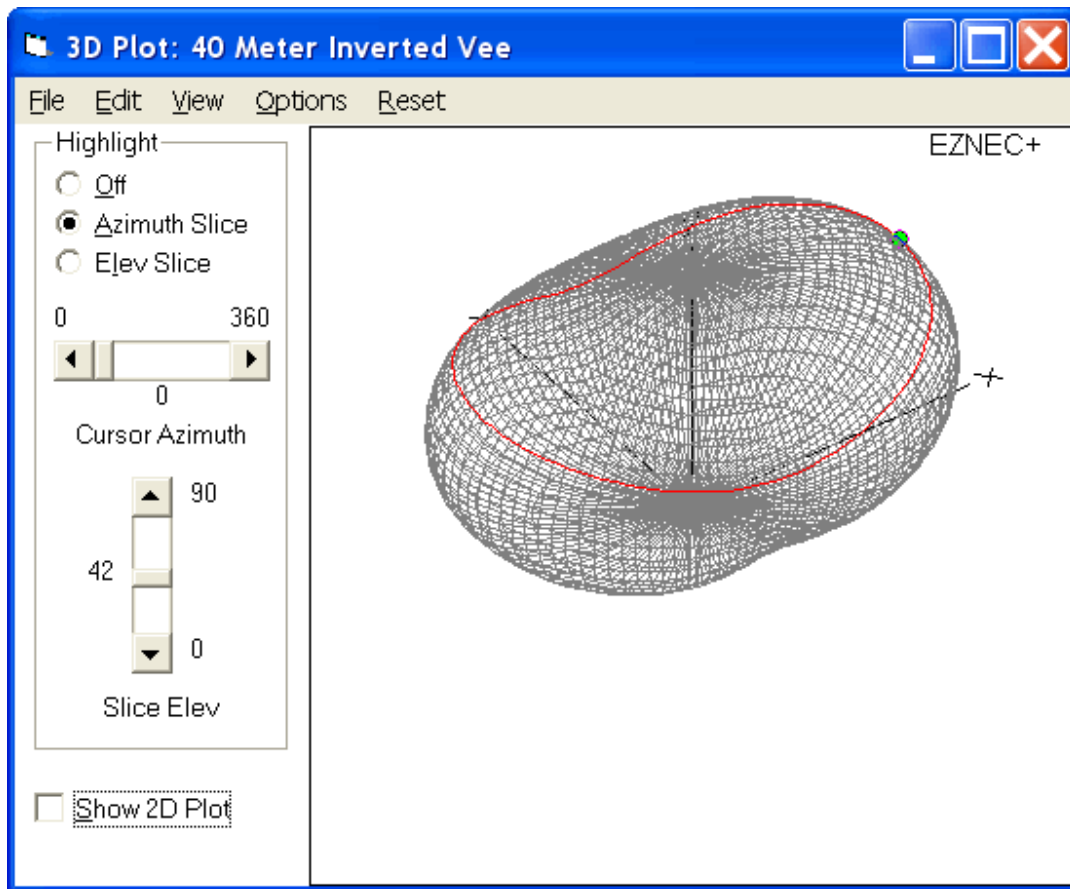 3D Plot: 40 Meter Inverted Vee
File Edit View Options Reset
EZNEC+
Highlight
Off
Azimuth Slice
Elev Slice
0 360
0
Cursor Azimuth
90
42
0
Slice Elev
Show 2D Plot